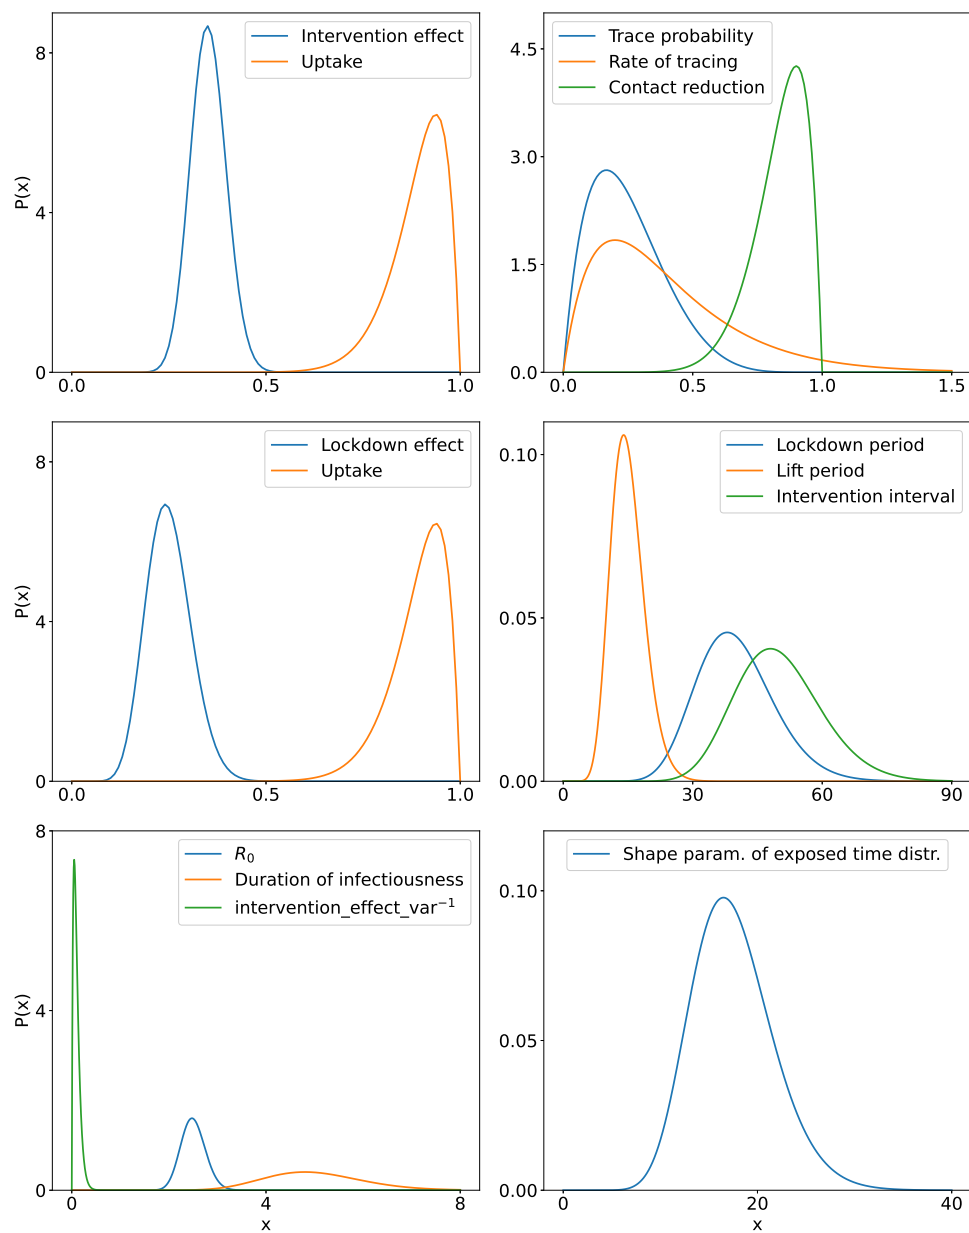 P(x)
8
4
0
0.0
0.5
1.0
Intervention effect
Uptake
4.5
3.0
1.5
0.0
0.0
0.5
1.0
1.5
Trace probability
Rate of tracing
Contact reduction
P(x)
8
4
0
0.0
0.5
1.0
Lockdown effect
Uptake
0.10
0.05
0.00
0
30
60
90
Lockdown period
Lift period
Intervention interval
P(x)
8
4
0
0
4
8
x
R₀
Duration of infectiousness
intervention_effect_var⁻¹
0.10
0.05
0.00
0
20
40
x
Shape param. of exposed time distr.